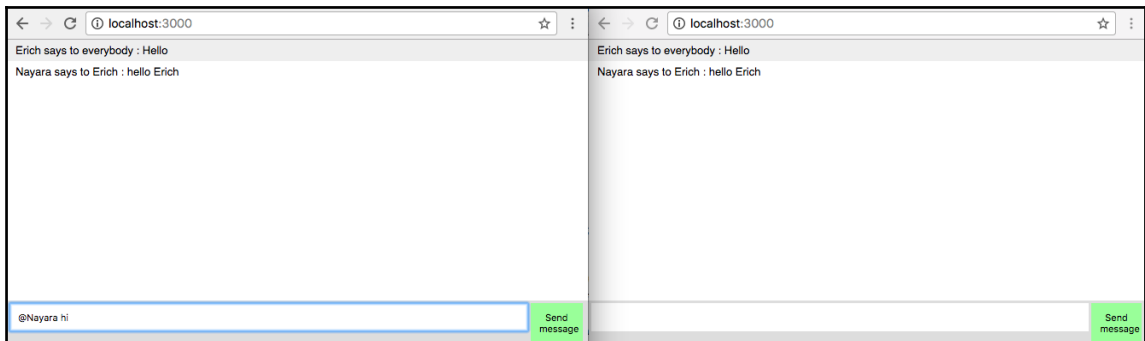 localhost:3000
Erich says to everybody : Hello
Nayara says to Erich : hello Erich
@Nayara hi
Send
message
localhost:3000
Erich says to everybody : Hello
Nayara says to Erich : hello Erich
Send
message